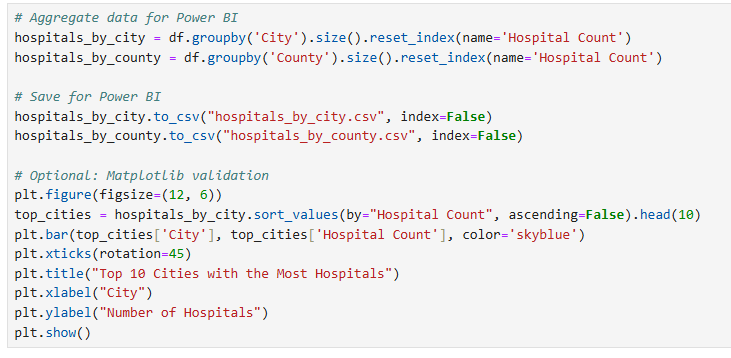 # Aggregate data for Power BI
hospitals_by_city = df.groupby('City').size().reset_index(name='Hospital Count')
hospitals_by_county = df.groupby('County').size().reset_index(name='Hospital Count')
# Save for Power BI
hospitals_by_city.to_csv("hospitals_by_city.csv", index=False)
hospitals_by_county.to_csv("hospitals_by_county.csv", index=False)
# Optional: Matplotlib validation
plt.figure(figsize=(12, 6))
top_cities = hospitals_by_city.sort_values(by="Hospital Count", ascending=False).head(10)
plt.bar(top_cities['City'], top_cities['Hospital Count'], color='skyblue')
plt.xticks(rotation=45)
plt.title("Top 10 Cities with the Most Hospitals")
plt.xlabel("City")
plt.ylabel("Number of Hospitals")
plt.show()